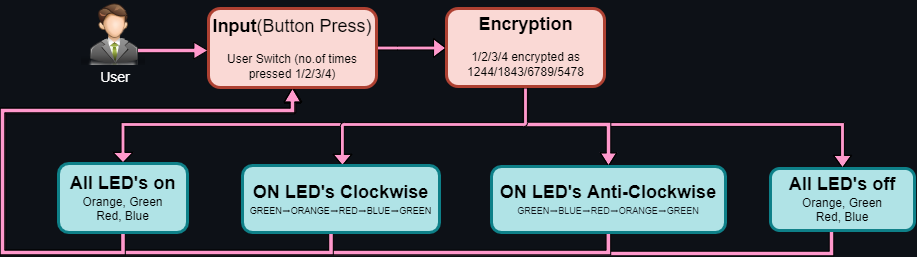 User
Input(Button Press)
User Switch (no.of times
pressed 1/2/3/4)
Encryption
1/2/3/4 encrypted as
1244/1843/6789/5478
All LED's on
Orange, Green
Red, Blue
ON LED's Clockwise
GREEN→ORANGE→RED→BLUE→GREEN
ON LED's Anti-Clockwise
GREEN→BLUE→RED→ORANGE→GREEN
All LED's off
Orange, Green
Red, Blue